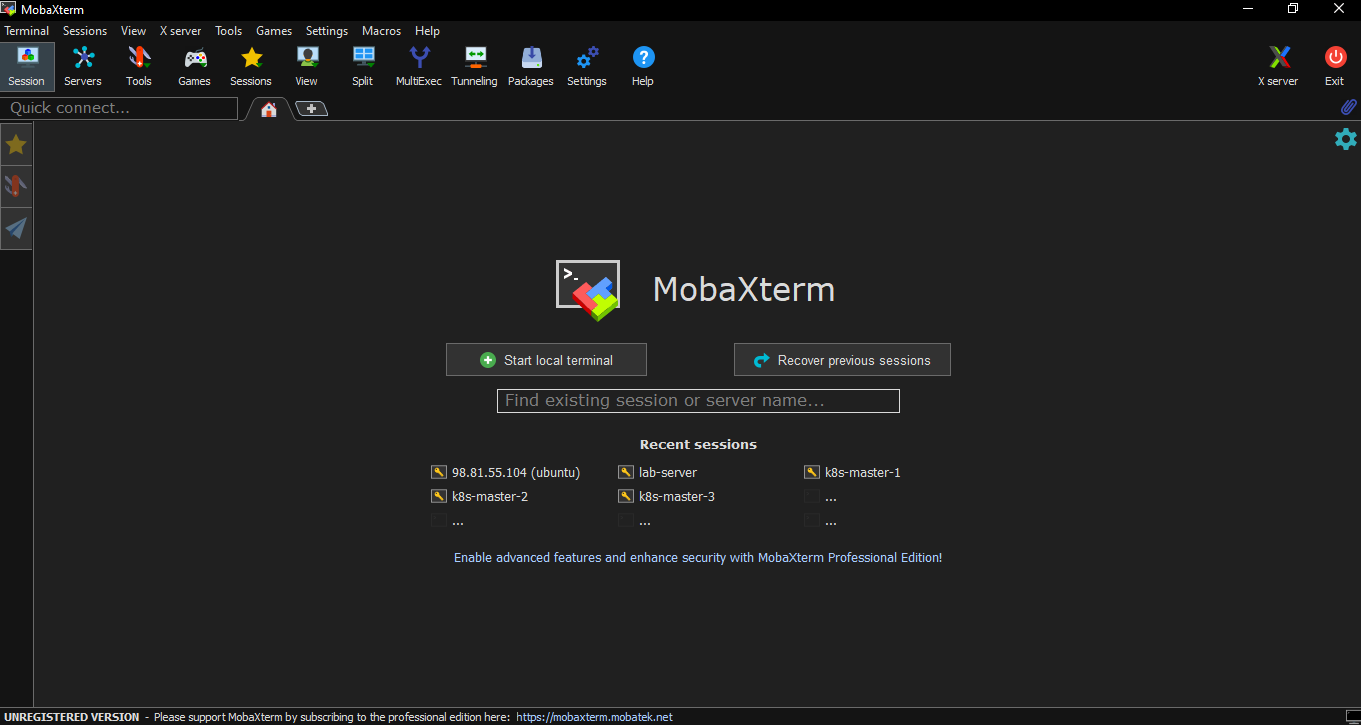 MobaXterm
Terminal Sessions View X server Tools Games Settings Macros Help
Session Servers Tools Games Sessions View Split MultiExec Tunneling Packages Settings Help X server Exit
Quick connect...
>_
MobaXterm
Start local terminal Recover previous sessions
Find existing session or server name...
Recent sessions
98.81.55.104 (ubuntu) lab-server k8s-master-1
k8s-master-2 k8s-master-3 ...
... ... ...
Enable advanced features and enhance security with MobaXterm Professional Edition!
UNREGISTERED VERSION - Please support MobaXterm by subscribing to the professional edition here: https://mobaxterm.mobatek.net